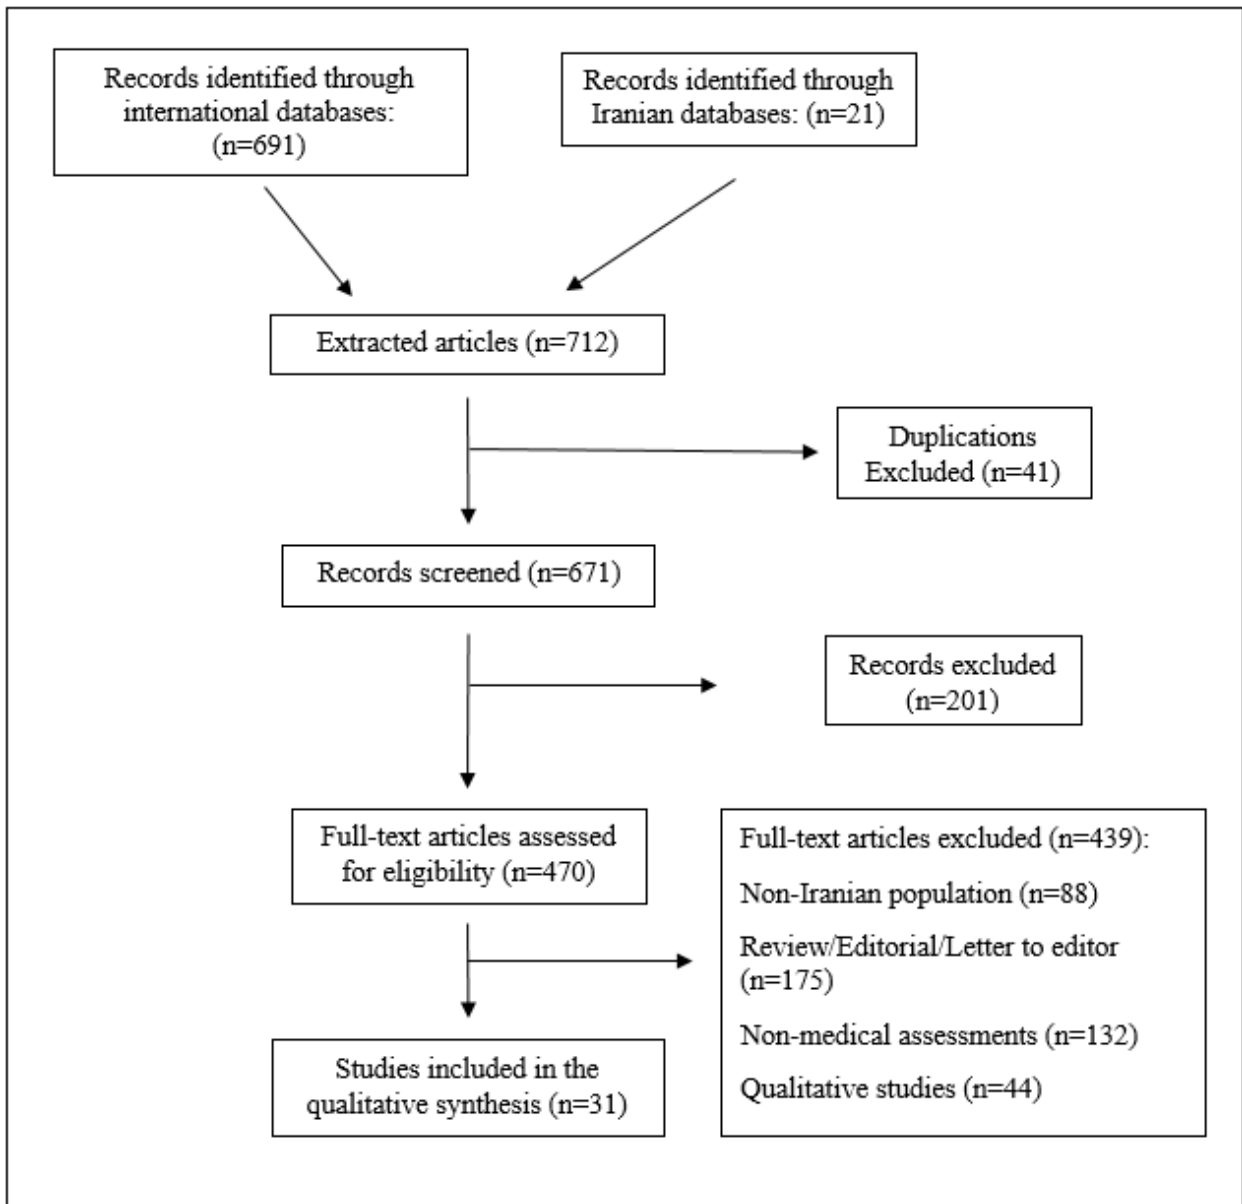 Records identified through
international databases:
(n=691)
Records identified through
Iranian databases: (n=21)
Extracted articles (n=712)
Duplications
Excluded (n=41)
Records screened (n=671)
Records excluded
(n=201)
Full-text articles assessed
for eligibility (n=470)
Full-text articles excluded (n=439):
Non-Iranian population (n=88)
Review/Editorial/Letter to editor
(n=175)
Non-medical assessments (n=132)
Qualitative studies (n=44)
Studies included in the
qualitative synthesis (n=31)